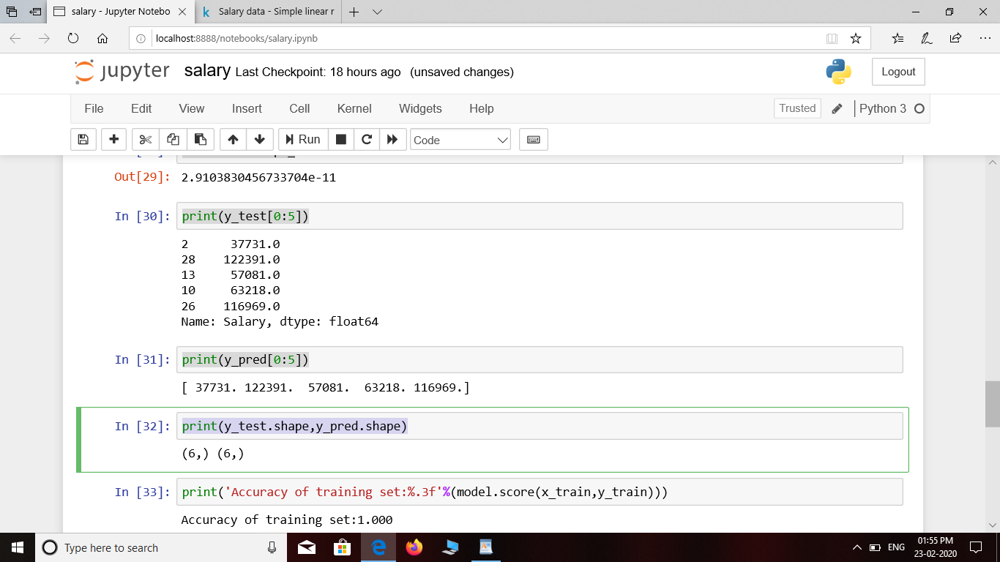 salary - Jupyter Notebo
Salary data - Simple linear r
localhost:8888/notebooks/salary.ipynb
jupyter salary Last Checkpoint: 18 hours ago (unsaved changes)
Logout
File Edit View Insert Cell Kernel Widgets Help
Trusted Python 3
Run Code
Out[29]: 2.9103830456733704e-11
In [30]: print(y_test[0:5])
2 37731.0
28 122391.0
13 57081.0
10 63218.0
26 116969.0
Name: Salary, dtype: float64
In [31]: print(y_pred[0:5])
[ 37731. 122391.  57081.  63218. 116969.]
In [32]: print(y_test.shape,y_pred.shape)
(6,) (6,)
In [33]: print('Accuracy of training set:%.3f'%(model.score(x_train,y_train)))
Accuracy of training set:1.000
Type here to search
ENG
01:55 PM
23-02-2020